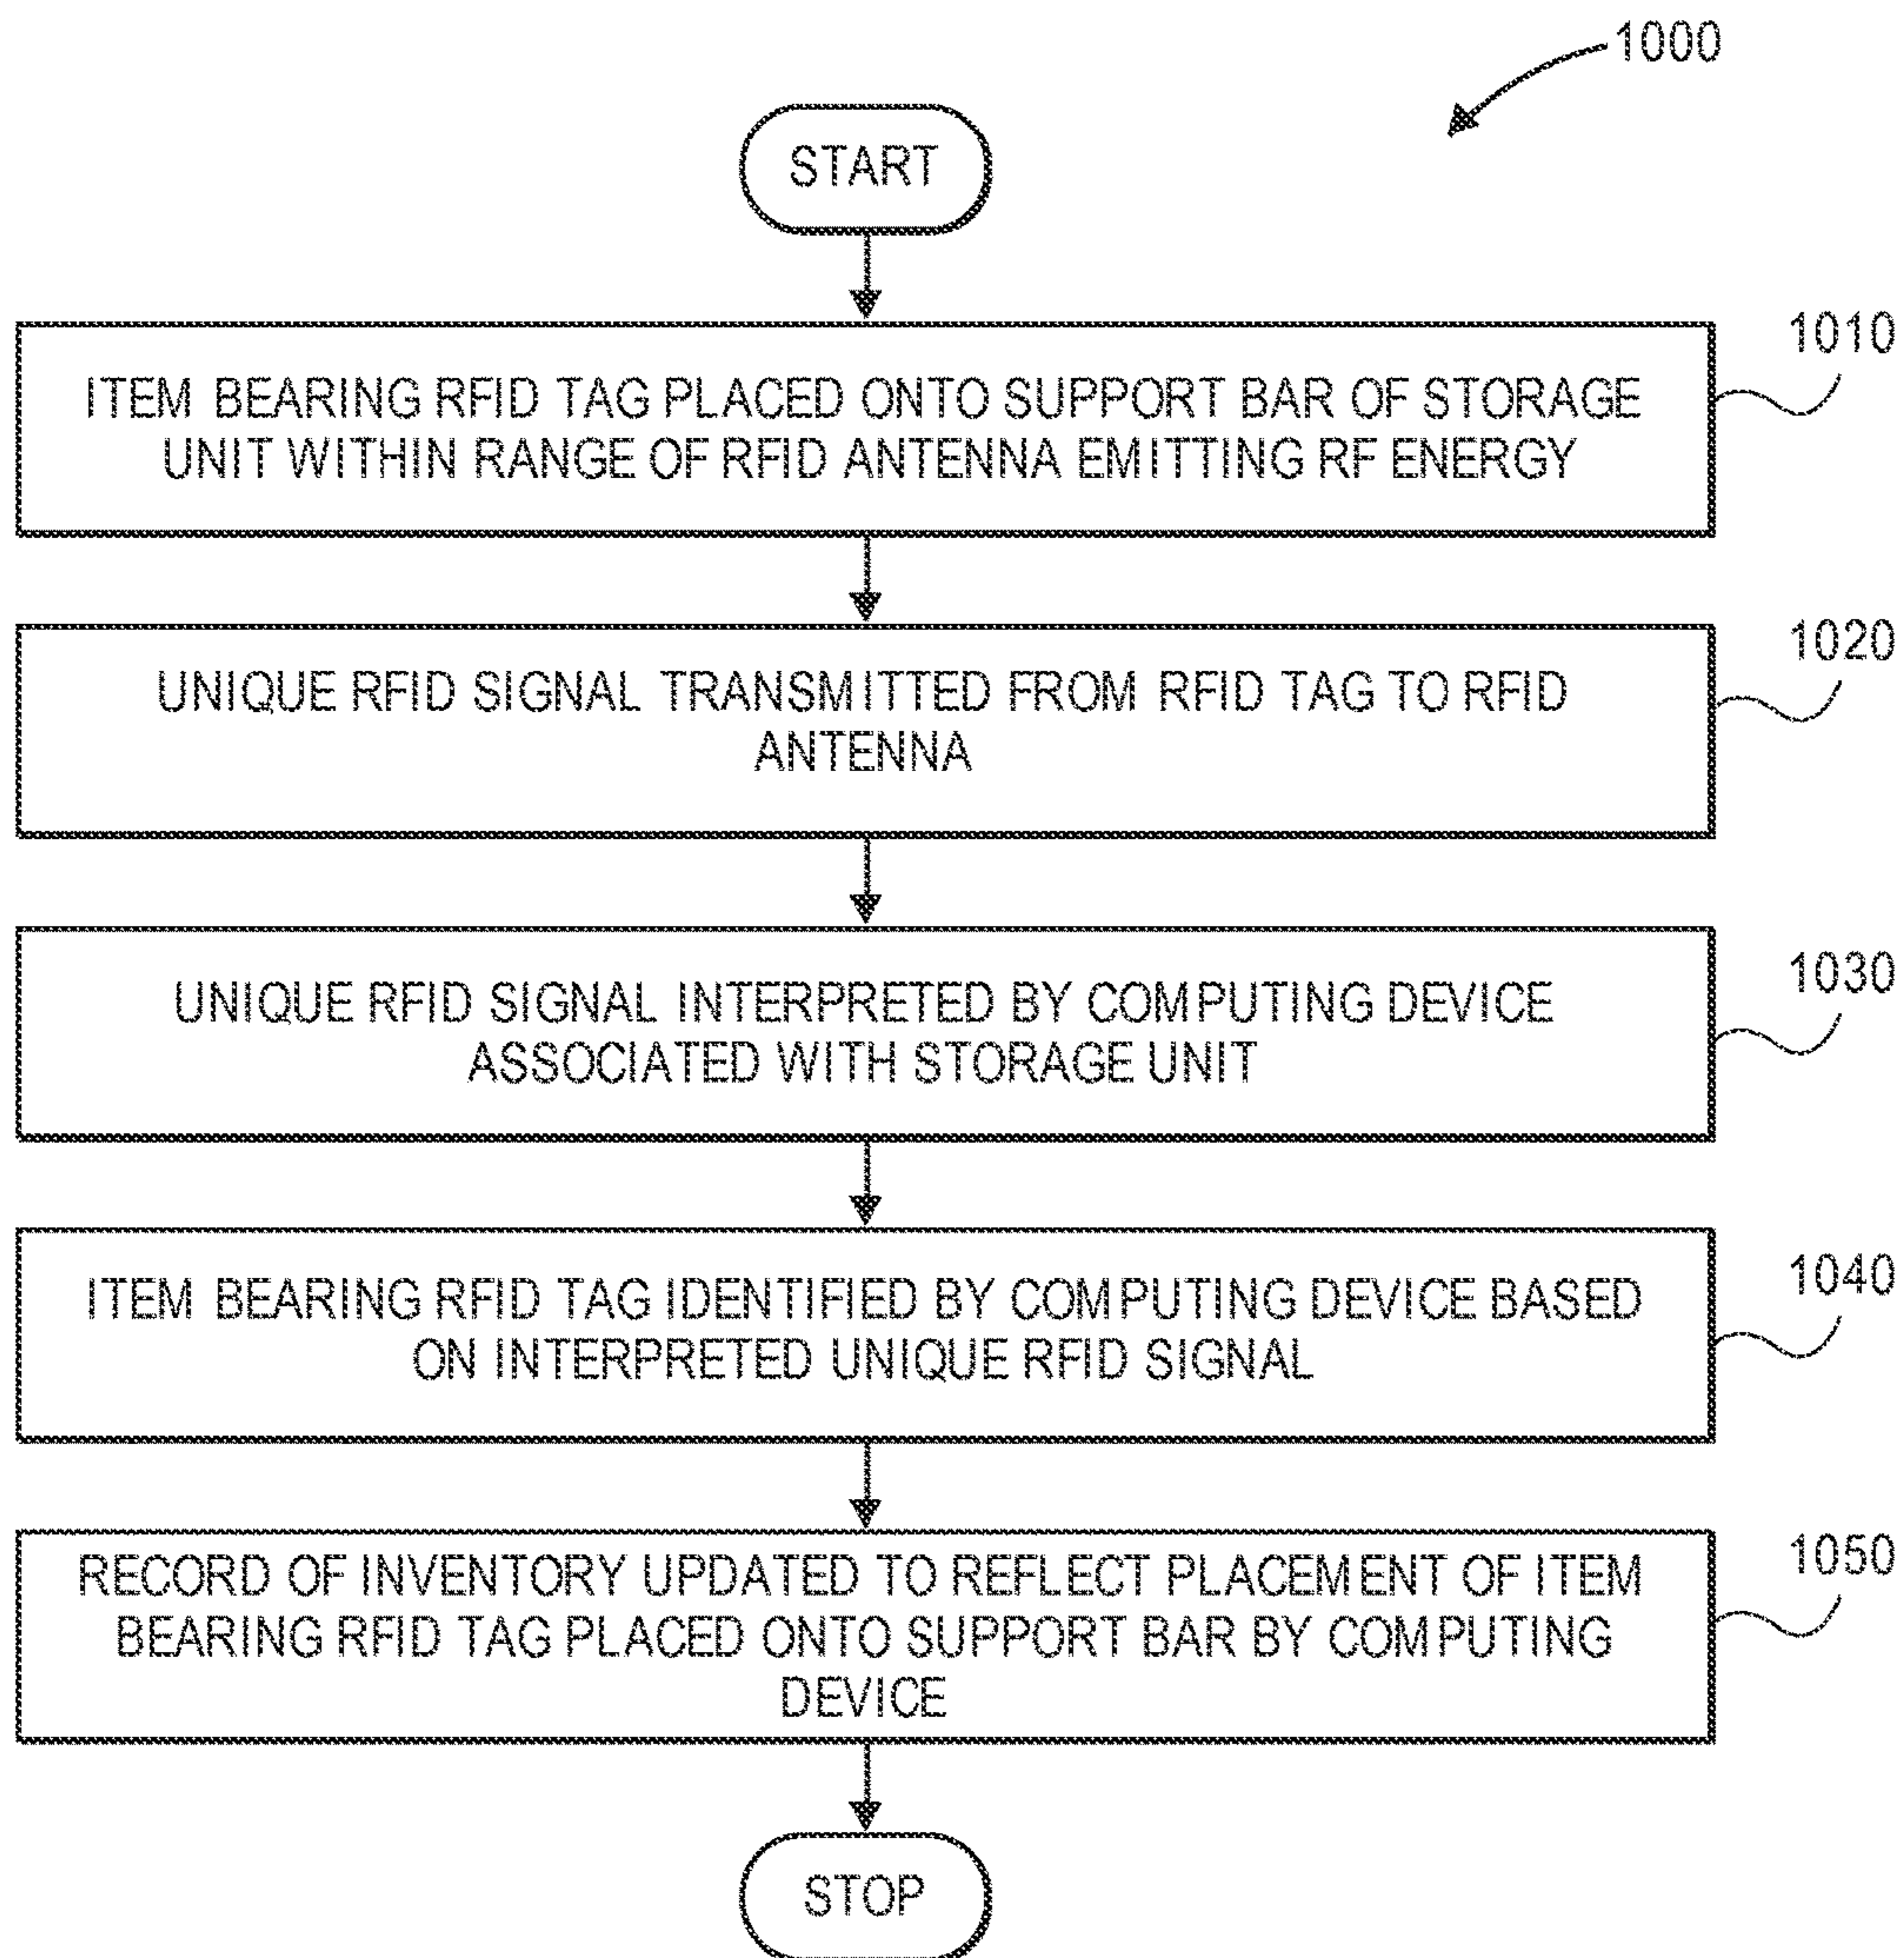 1000
START
1010
ITEM BEARING RFID TAG PLACED ONTO SUPPORT BAR OF STORAGE
UNIT WITHIN RANGE OF RFID ANTENNA EMITTING RF ENERGY
1020
UNIQUE RFID SIGNAL TRANSMITTED FROM RFID TAG TO RFID
ANTENNA
1030
UNIQUE RFID SIGNAL INTERPRETED BY COMPUTING DEVICE
ASSOCIATED WITH STORAGE UNIT
1040
ITEM BEARING RFID TAG IDENTIFIED BY COMPUTING DEVICE BASED
ON INTERPRETED UNIQUE RFID SIGNAL
1050
RECORD OF INVENTORY UPDATED TO REFLECT PLACEMENT OF ITEM
BEARING RFID TAG PLACED ONTO SUPPORT BAR BY COMPUTING
DEVICE
STOP